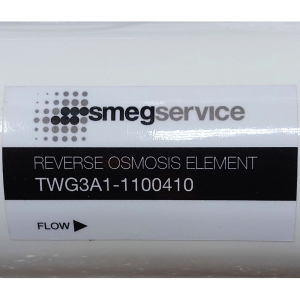 smegservice
REVERSE OSMOSIS ELEMENT
TWG3A1-1100410
FLOW